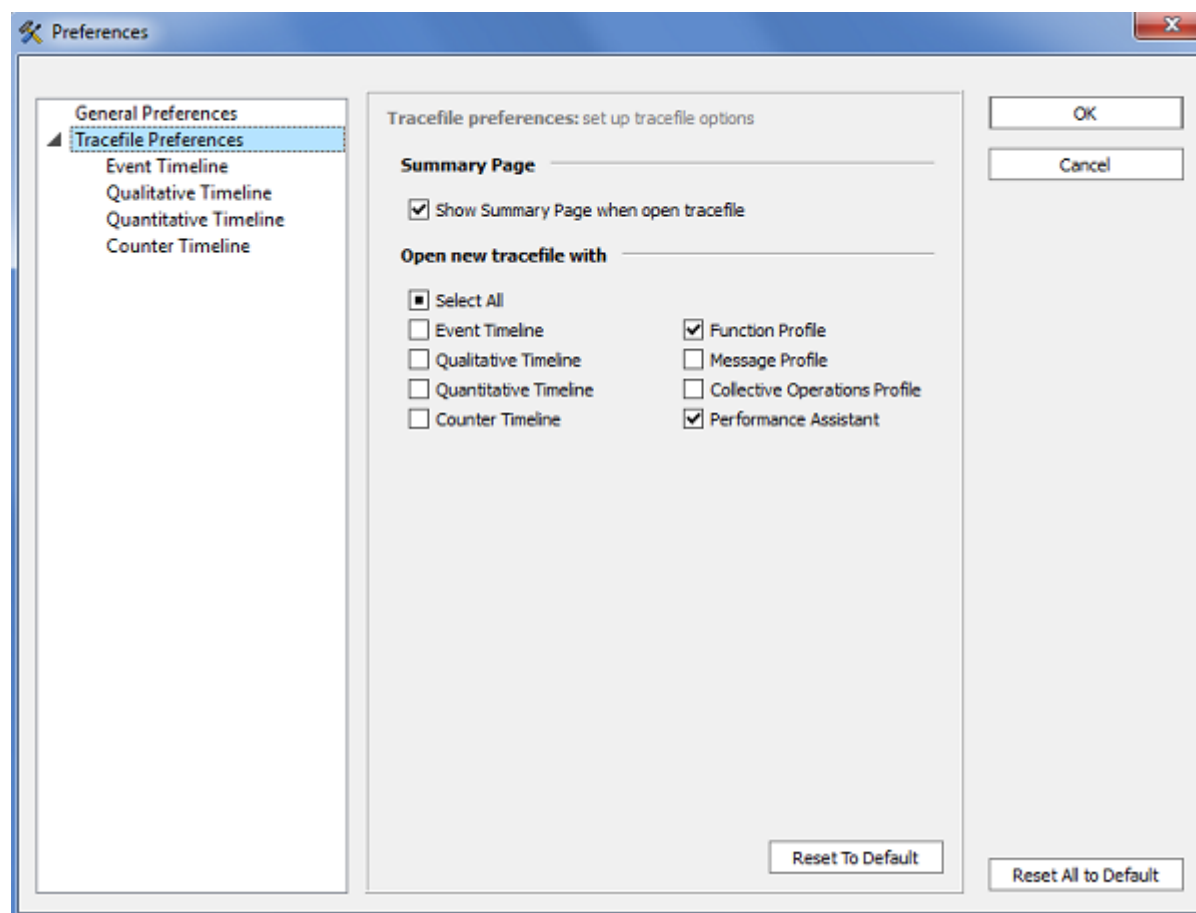 Preferences
General Preferences
Tracefile Preferences
Event Timeline
Qualitative Timeline
Quantitative Timeline
Counter Timeline
Tracefile preferences: set up tracefile options
Summary Page
Show Summary Page when open tracefile
Open new tracefile with
Select All
Event Timeline
Function Profile
Qualitative Timeline
Message Profile
Quantitative Timeline
Collective Operations Profile
Counter Timeline
Performance Assistant
Reset To Default
OK
Cancel
Reset All to Default